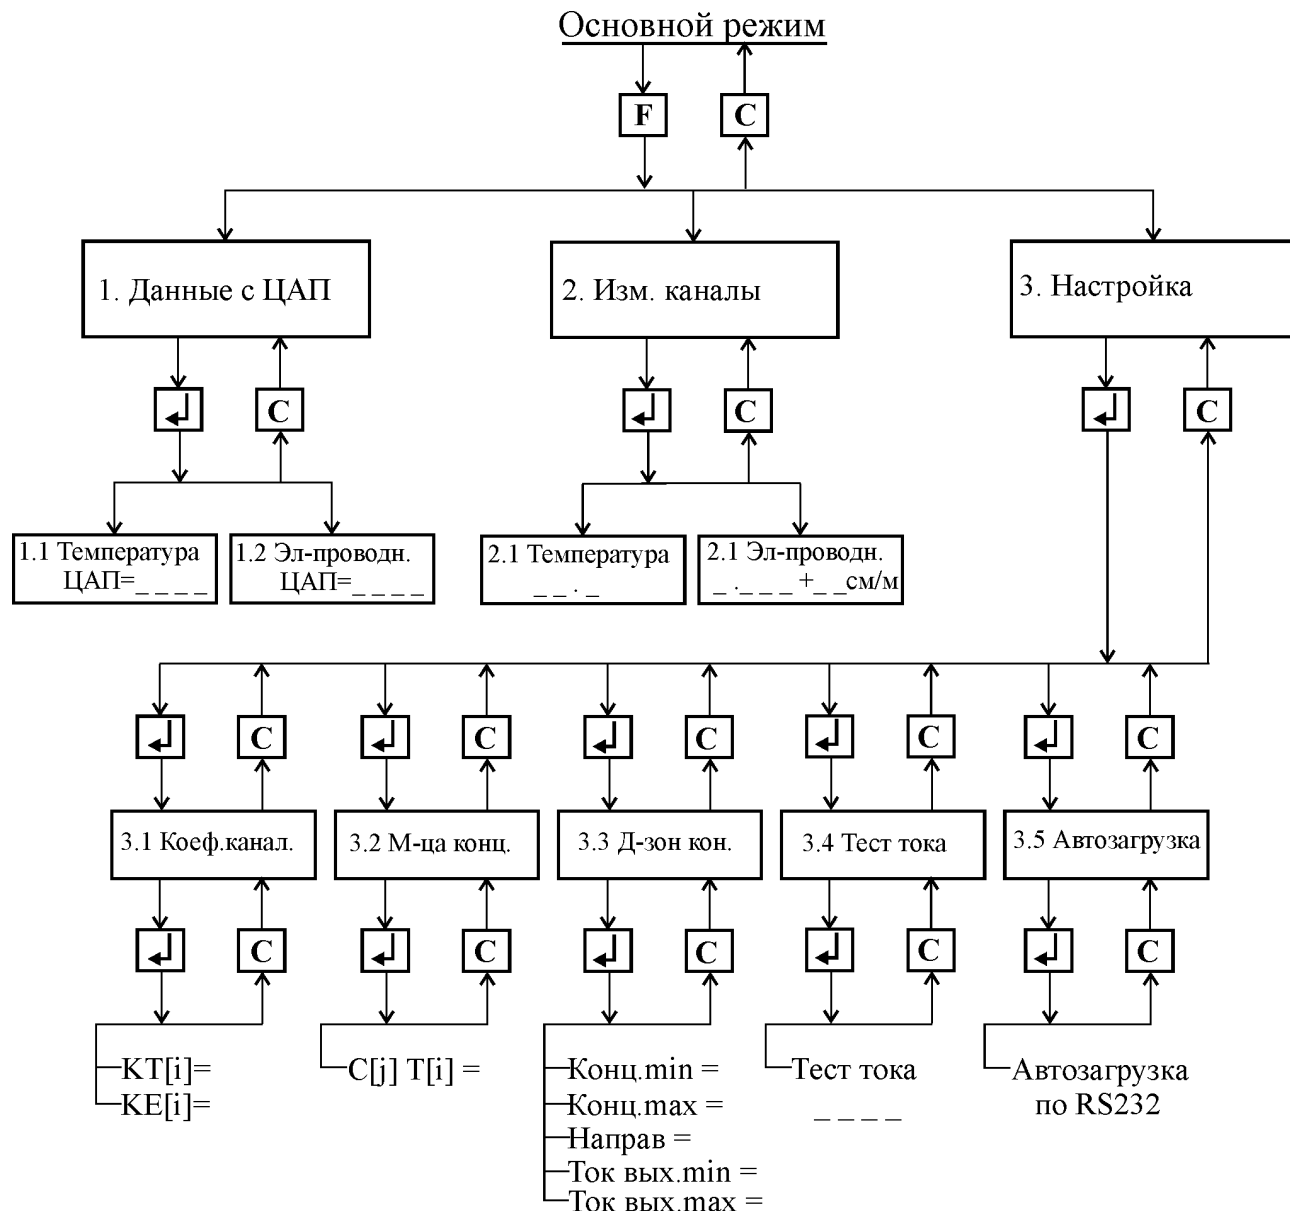 Основной режим
F
C
1. Данные с ЦАП
2. Изм. каналы
3. Настройка
C
C
C
1.1 Температура
ЦАП=_ _ _ _
1.2 Эл-проводн.
ЦАП=_ _ _ _
2.1 Температура
_ _ . _
2.1 Эл-проводн.
_ ._ _ _ +_ _см/м
C
C
C
C
C
3.1 Коеф.канал.
3.2 М-ца конц.
3.3 Д-зон кон.
3.4 Тест тока
3.5 Автозагрузка
C
C
C
C
C
KT[i]=
KE[i]=
C[j] T[i] =
Конц.min =
Конц.max =
Направ =
Ток вых.min =
Ток вых.max =
Тест тока
_ _ _ _
Автозагрузка
по RS232